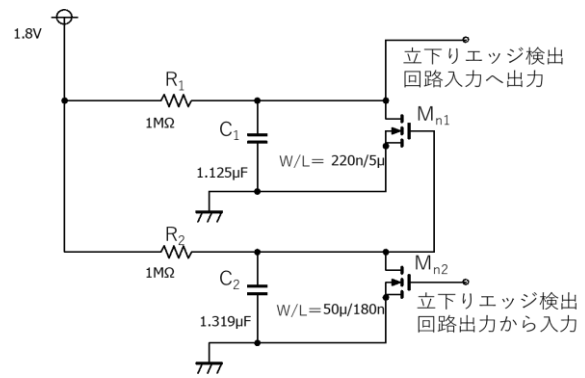 1.8V
立下りエッジ検出
回路入力へ出力
R1
1MΩ
Mn1
C1
W/L= 220n/5μ
1.125μF
R2
1MΩ
Mn2
C2
W/L=50μ/180n
立下りエッジ検出
回路出力から入力
1.319μF